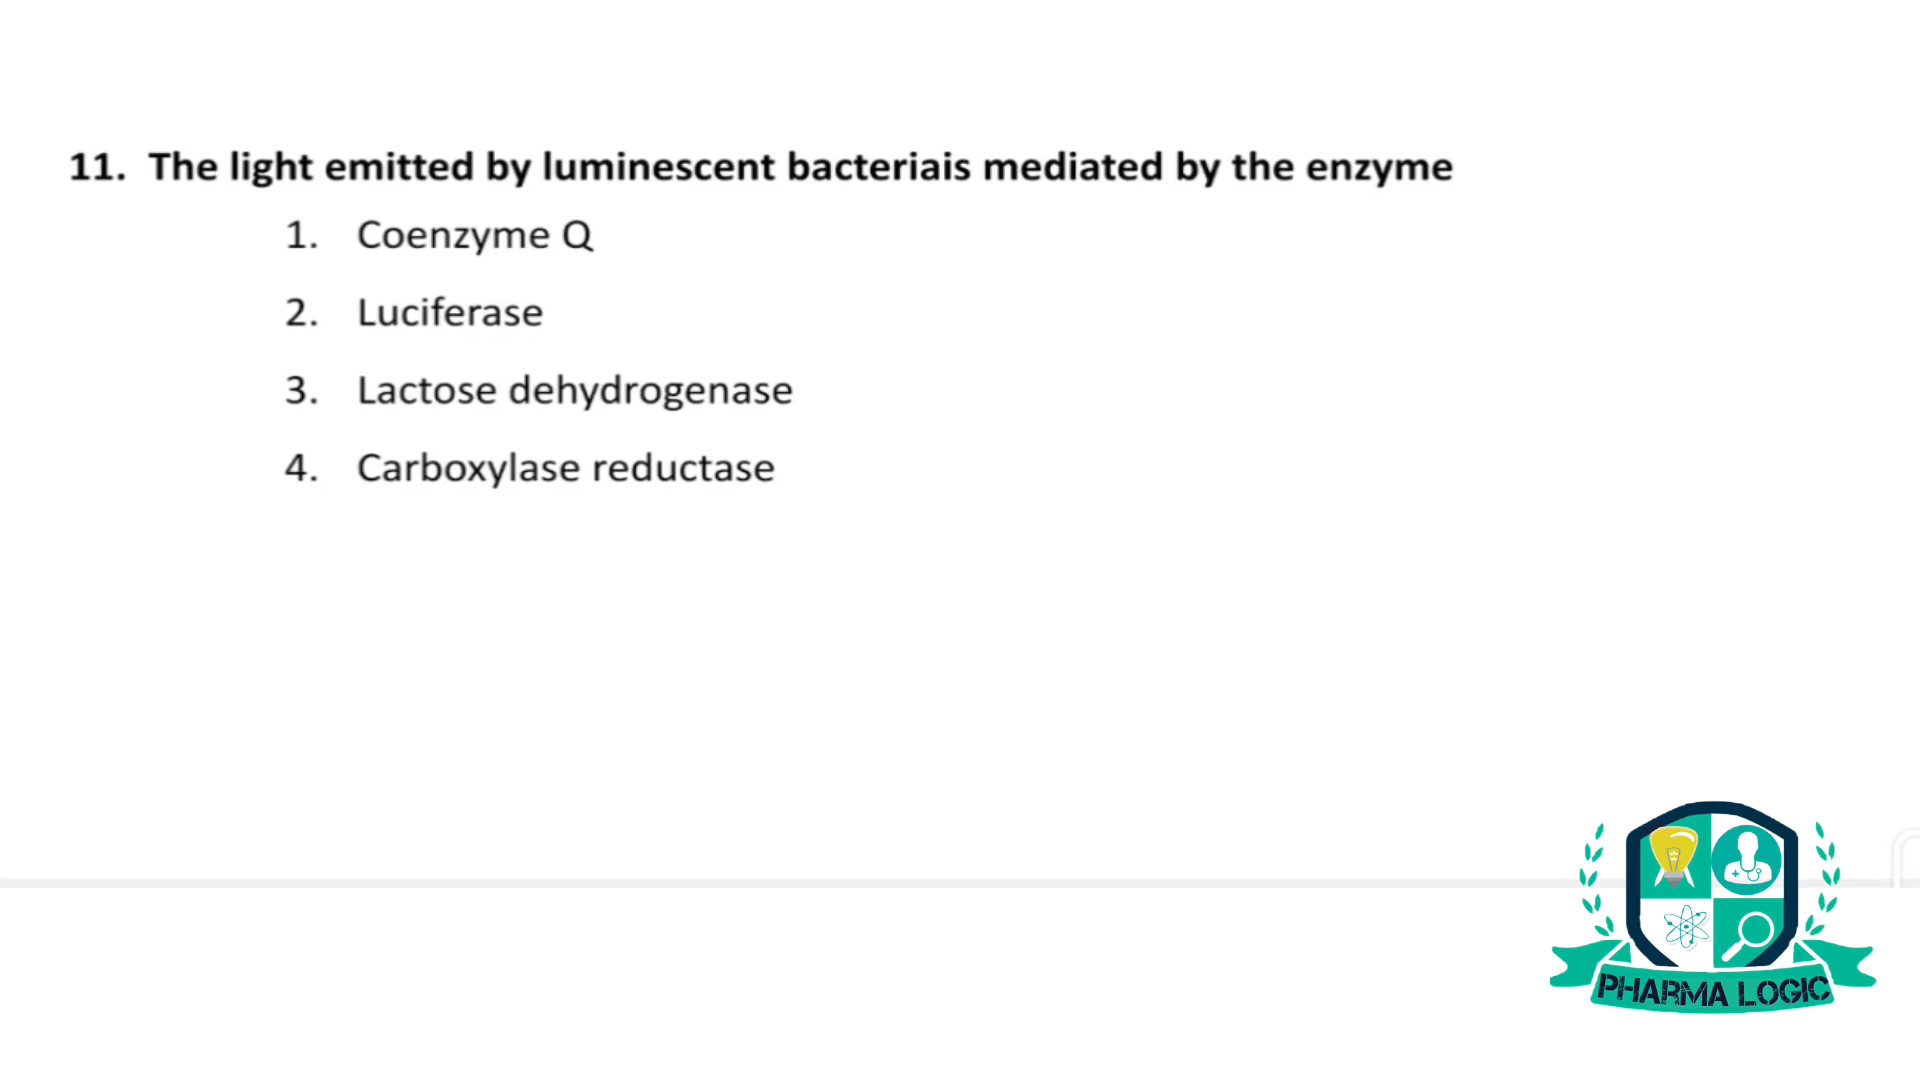 11. The light emitted by luminescent bacteriais mediated by the enzyme
1. Coenzyme Q
2. Luciferase
3. Lactose dehydrogenase
4. Carboxylase reductase
PHARMA LOGIC